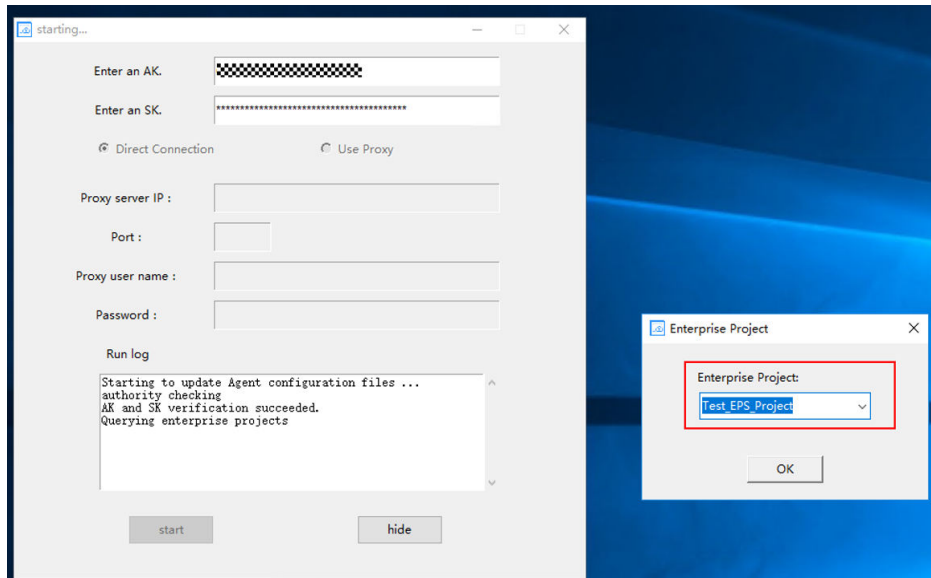 starting...
Enter an AK.
Enter an SK.
****************************************
Direct Connection
Use Proxy
Proxy server IP :
Port :
Proxy user name :
Password :
Run log
Starting to update Agent configuration files ...
authority checking
AK and SK verification succeeded.
Querying enterprise projects
start
hide
Enterprise Project
Enterprise Project:
Test_EPS_Project
OK